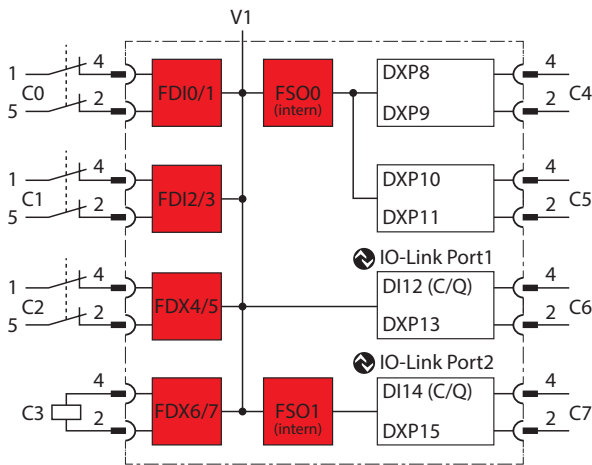 V1
1 4 FDI0/1 FSO0 DXP8 4
C0 (intern) C4
5 2 DXP9 2
1 4 FDI2/3 DXP10 4
C1 C5
5 2 DXP11 2
IO-Link Port1
1 4 FDX4/5 DI12 (C/Q) 4
C2 C6
5 2 DXP13 2
IO-Link Port2
4 FDX6/7 FSO1 DI14 (C/Q) 4
C3 (intern) C7
2 DXP15 2